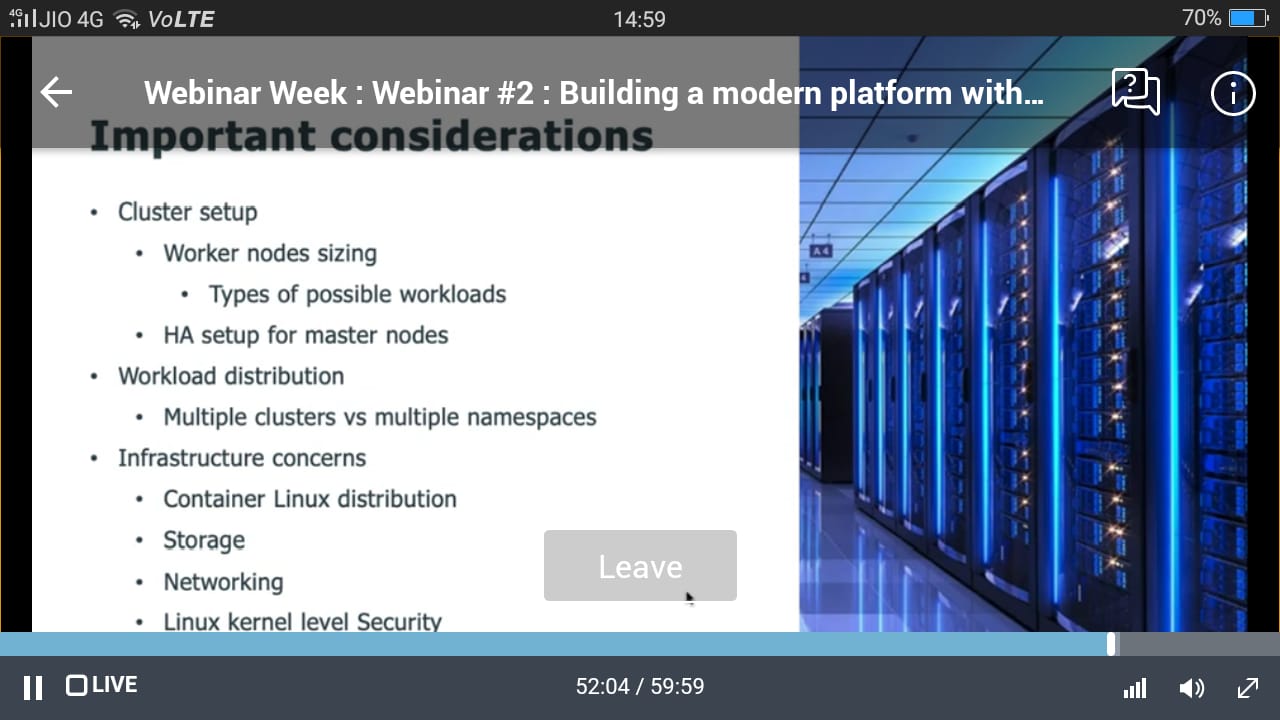 4G JIO 4G VoLTE 14:59 70%
Webinar Week : Webinar #2 : Building a modern platform with...
Important considerations
• Cluster setup
• Worker nodes sizing
• Types of possible workloads
• HA setup for master nodes
• Workload distribution
• Multiple clusters vs multiple namespaces
• Infrastructure concerns
• Container Linux distribution
• Storage
• Networking
• Linux kernel level Security
A4
Leave
LIVE 52:04 / 59:59